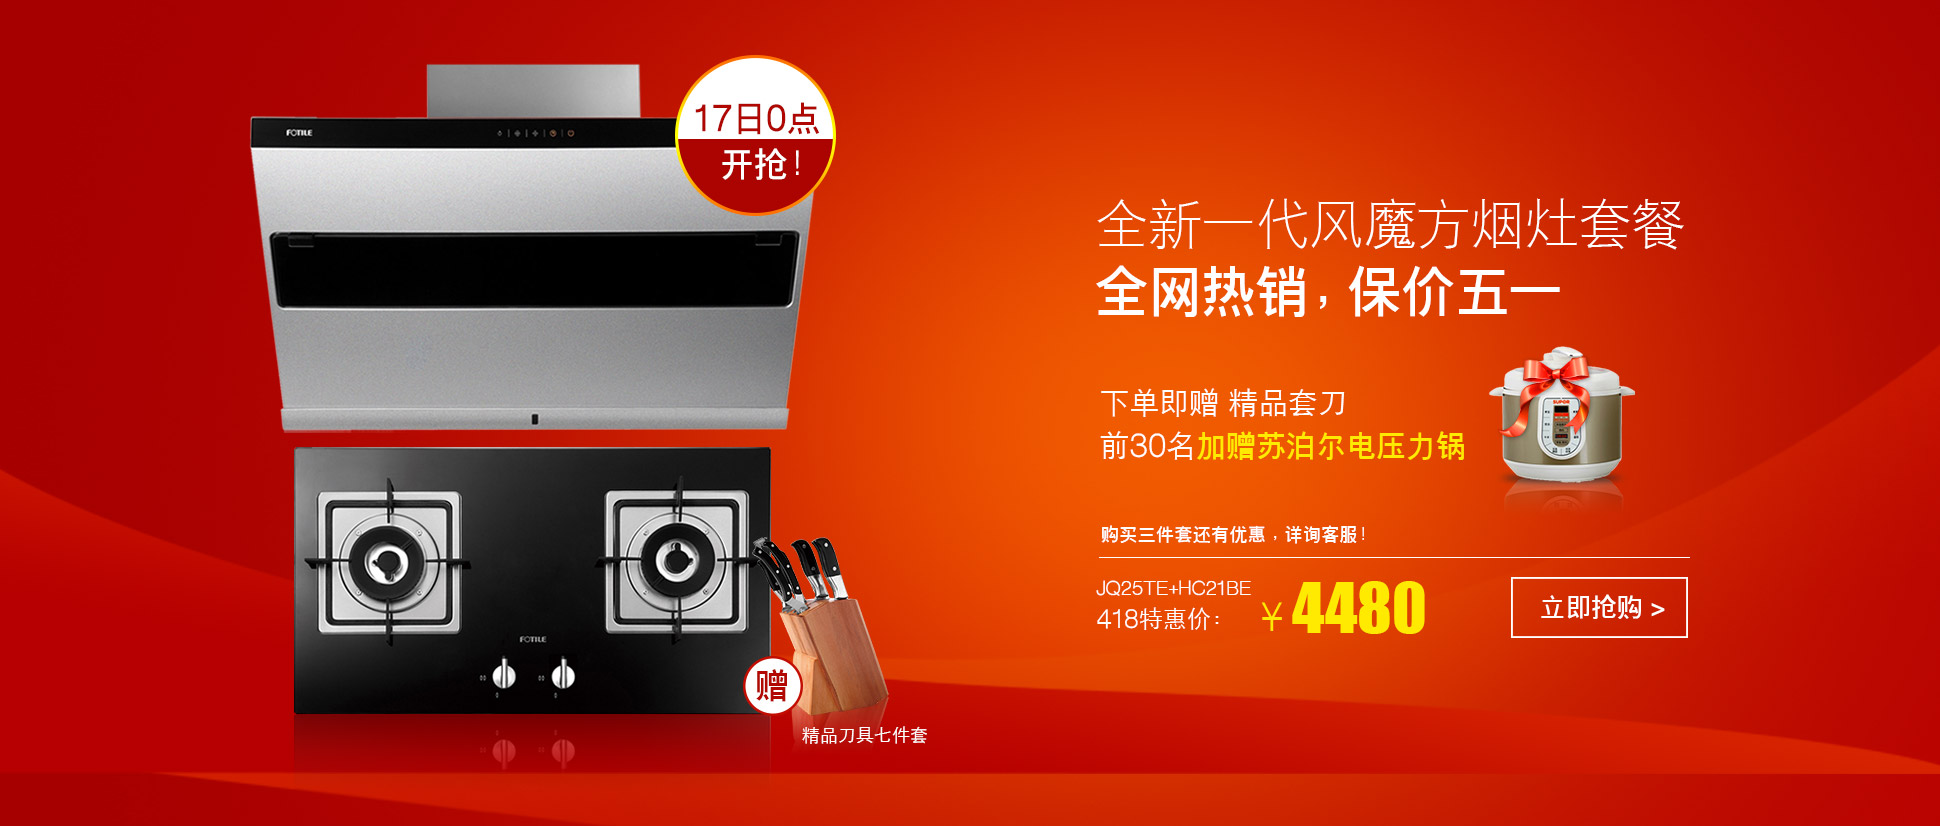 FOTILE
17日0点
开抢!
全新一代风魔方烟灶套餐
全网热销,保价五一
下单即赠 精品套刀
前30名加赠苏泊尔电压力锅
SUPOR
购买三件套还有优惠,详询客服!
JQ25TE+HC21BE
418特惠价: ¥4480
立即抢购 >
FOTILE
赠
精品刀具七件套